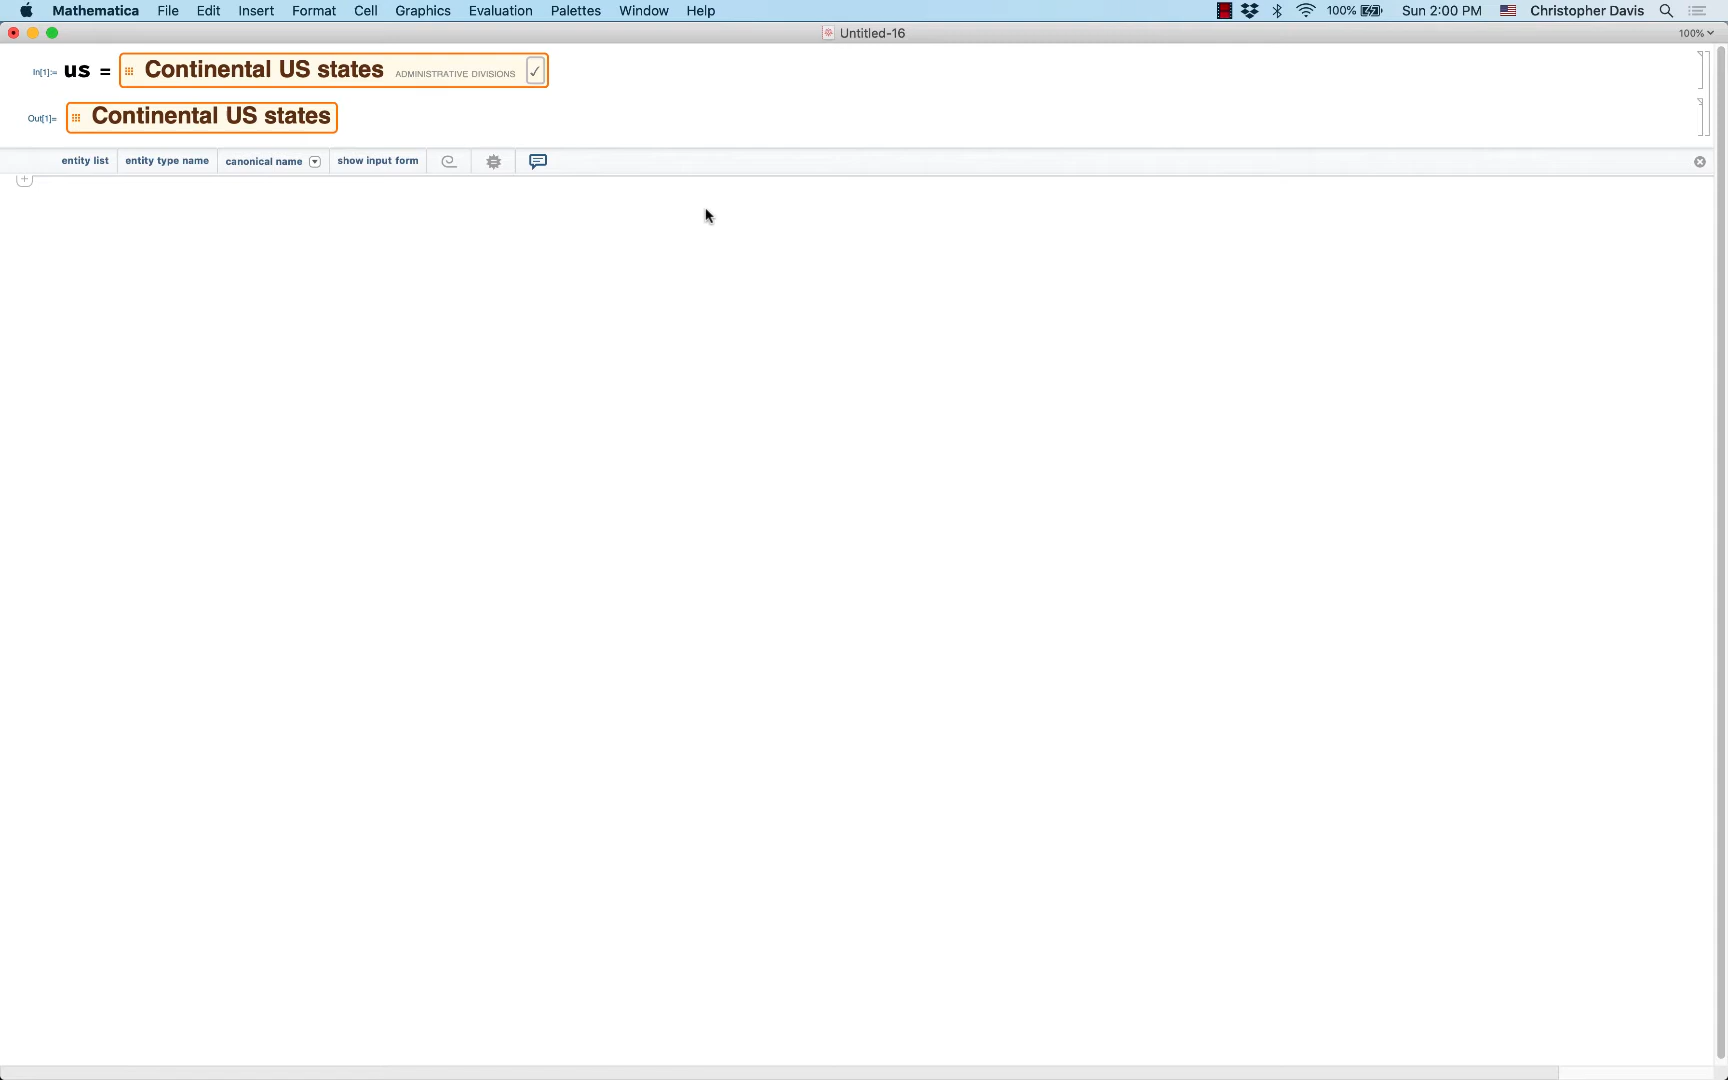 Mathematica File Edit Insert Format Cell Graphics Evaluation Palettes Window Help 100% Sun 2:00 PM Christopher Davis
Untitled-16 100%
In[1]:= us = Continental US states ADMINISTRATIVE DIVISIONS ✓
Out[1]= Continental US states
entity list entity type name canonical name show input form